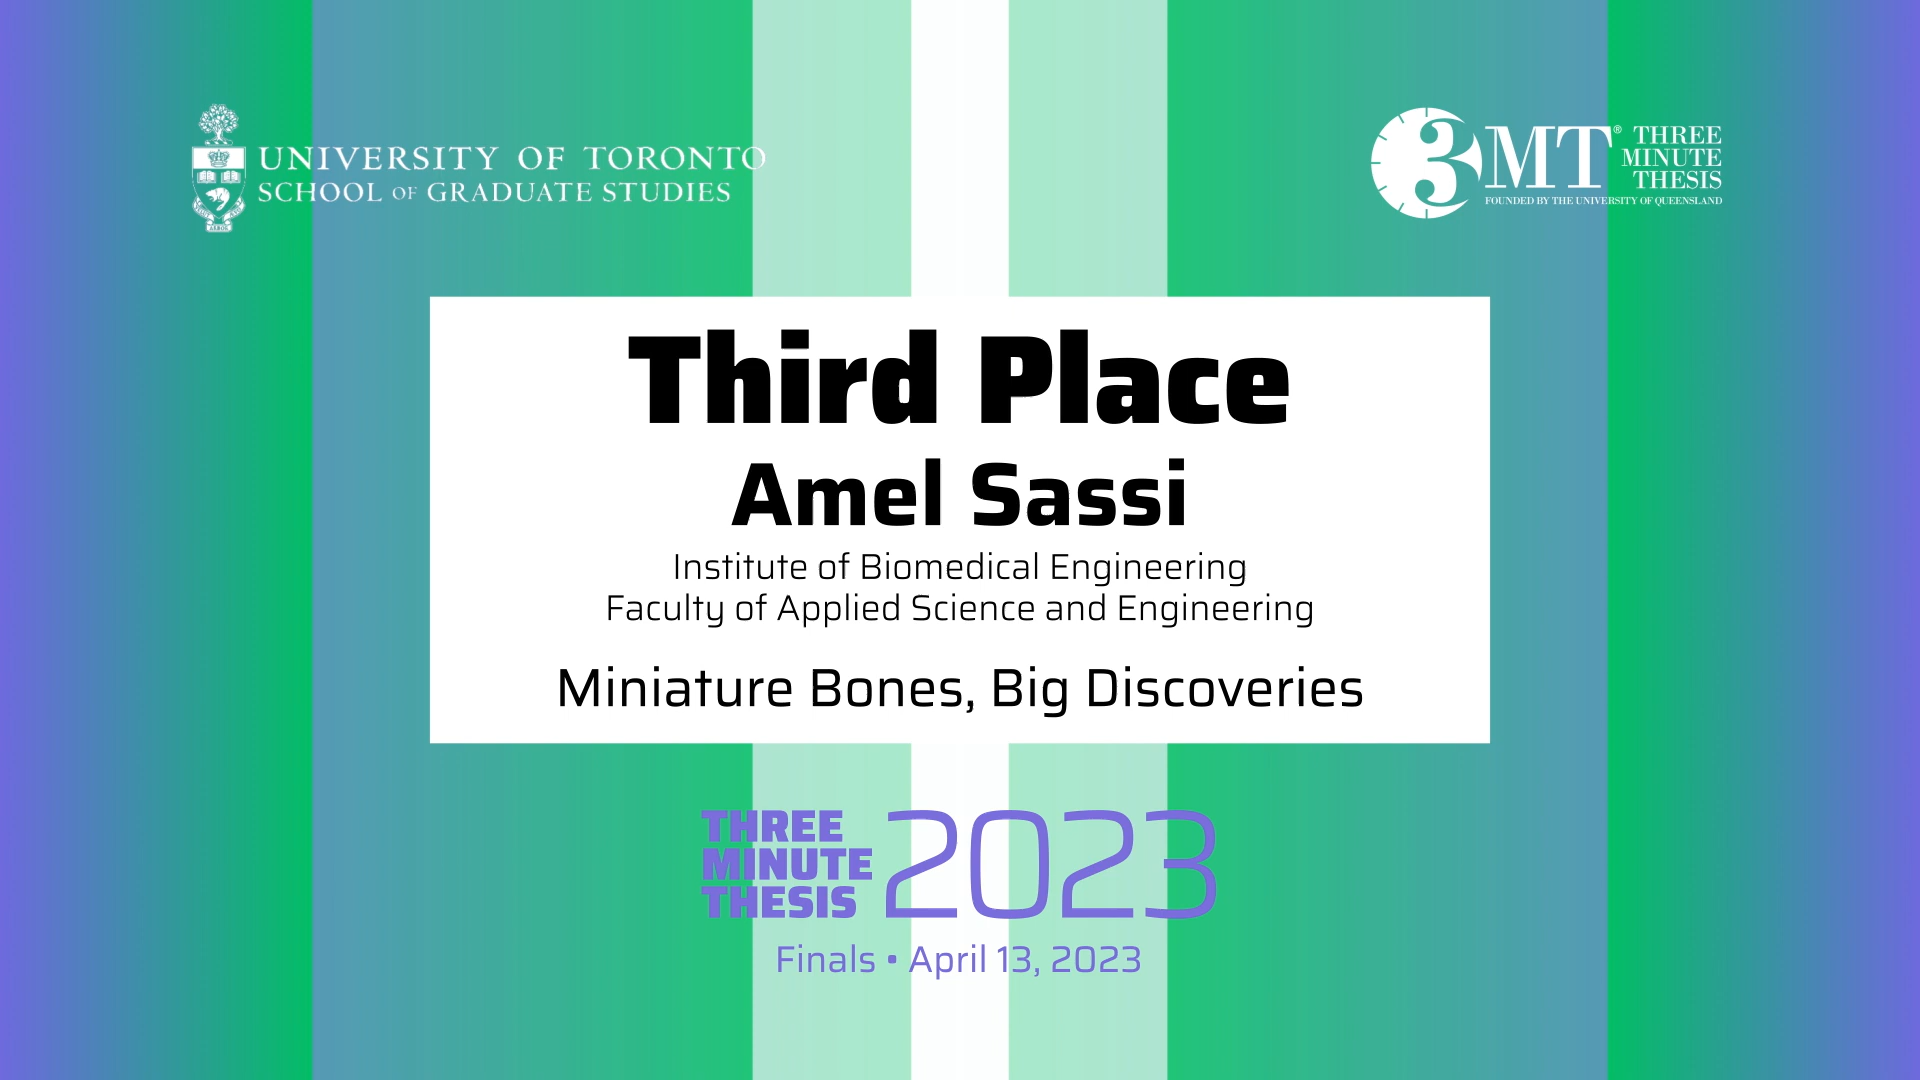 UNIVERSITY OF TORONTO
SCHOOL OF GRADUATE STUDIES
3MT® THREE
MINUTE
THESIS
FOUNDED BY THE UNIVERSITY OF QUEENSLAND
Third Place
Amel Sassi
Institute of Biomedical Engineering
Faculty of Applied Science and Engineering
Miniature Bones, Big Discoveries
THREE
MINUTE
THESIS
2023
Finals • April 13, 2023